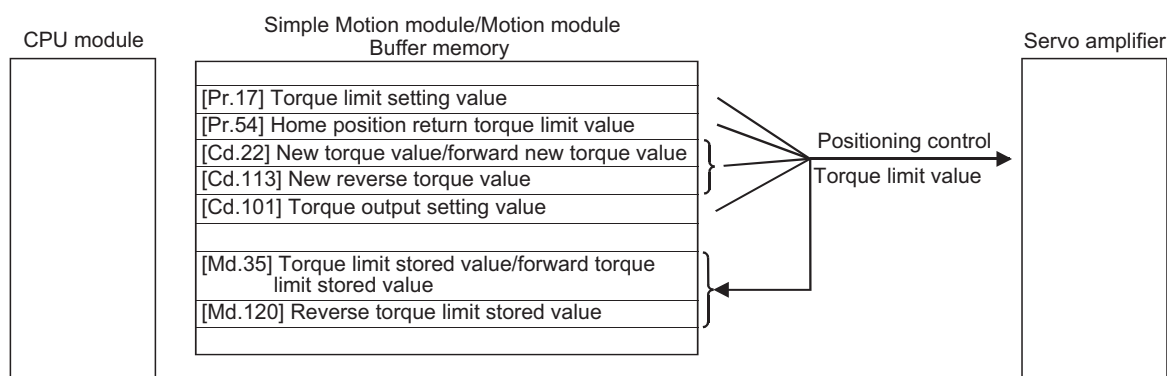 CPU module
Simple Motion module/Motion module
Buffer memory
Servo amplifier
[Pr.17] Torque limit setting value
[Pr.54] Home position return torque limit value
[Cd.22] New torque value/forward new torque value
[Cd.113] New reverse torque value
[Cd.101] Torque output setting value
Positioning control
Torque limit value
[Md.35] Torque limit stored value/forward torque
limit stored value
[Md.120] Reverse torque limit stored value